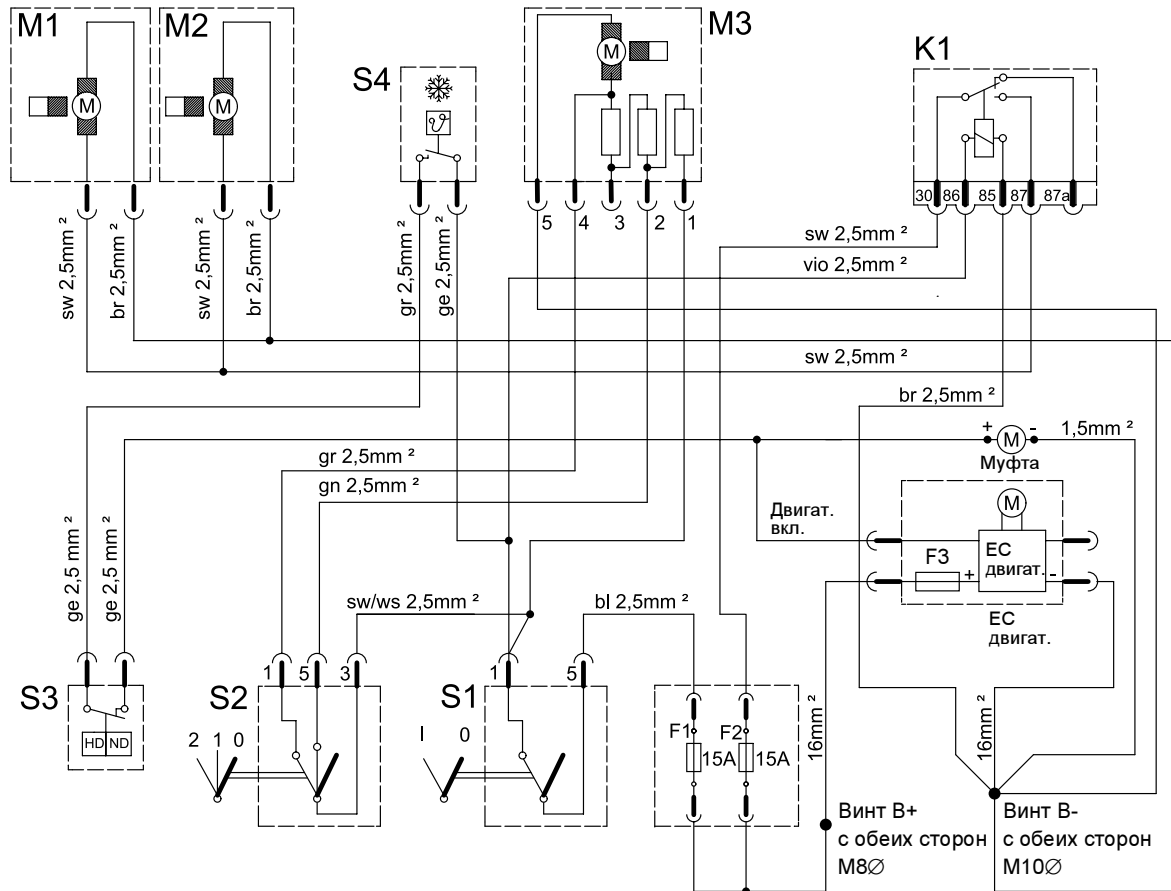 M1
M2
S4
M3
K1
M
M
M
5
4
3
2
1
30
86
85
87
87a
sw 2,5mm ²
br 2,5mm ²
sw 2,5mm ²
br 2,5mm ²
gr 2,5mm ²
ge 2,5mm ²
sw 2,5mm ²
vio 2,5mm ²
sw 2,5mm ²
br 2,5mm ²
+
M
-
1,5mm ²
Муфта
gr 2,5mm ²
gn 2,5mm ²
Двигат.
вкл.
M
F3
+
ЕС
двигат.
-
ЕС
двигат.
ge 2,5 mm ²
ge 2,5 mm ²
sw/ws 2,5mm ²
bl 2,5mm ²
S3
HD
ND
S2
1
5
3
2 1 0
S1
1
5
I
0
F1
15A
F2
15A
16mm ²
16mm ²
Винт B+
с обеих сторон
M8∅
Винт B-
с обеих сторон
M10∅